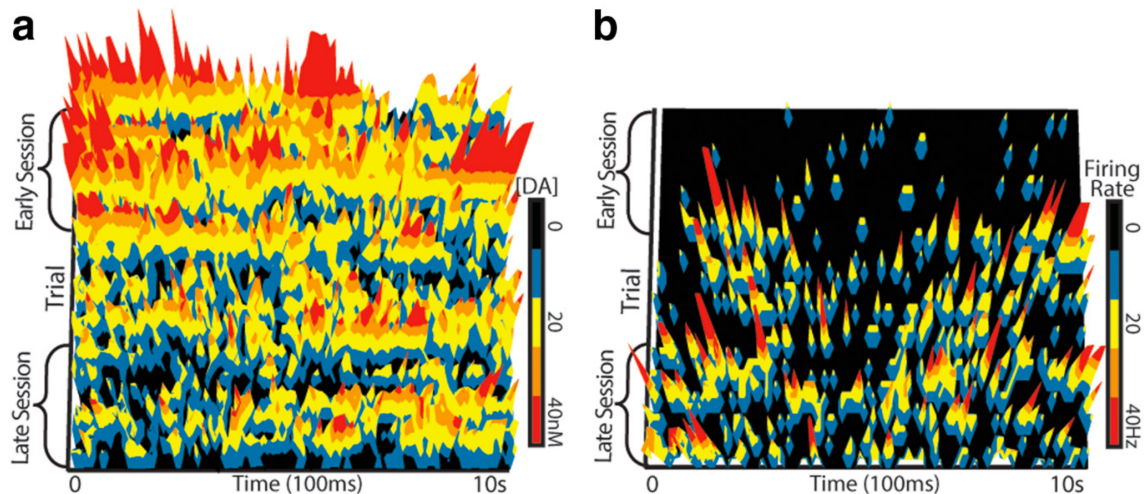 a
b
Early Session
Trial
Late Session
[DA]
0
20
40nM
0
Time (100ms)
10s
Early Session
Trial
Late Session
Firing
Rate
0
20
40Hz
0
Time (100ms)
10s